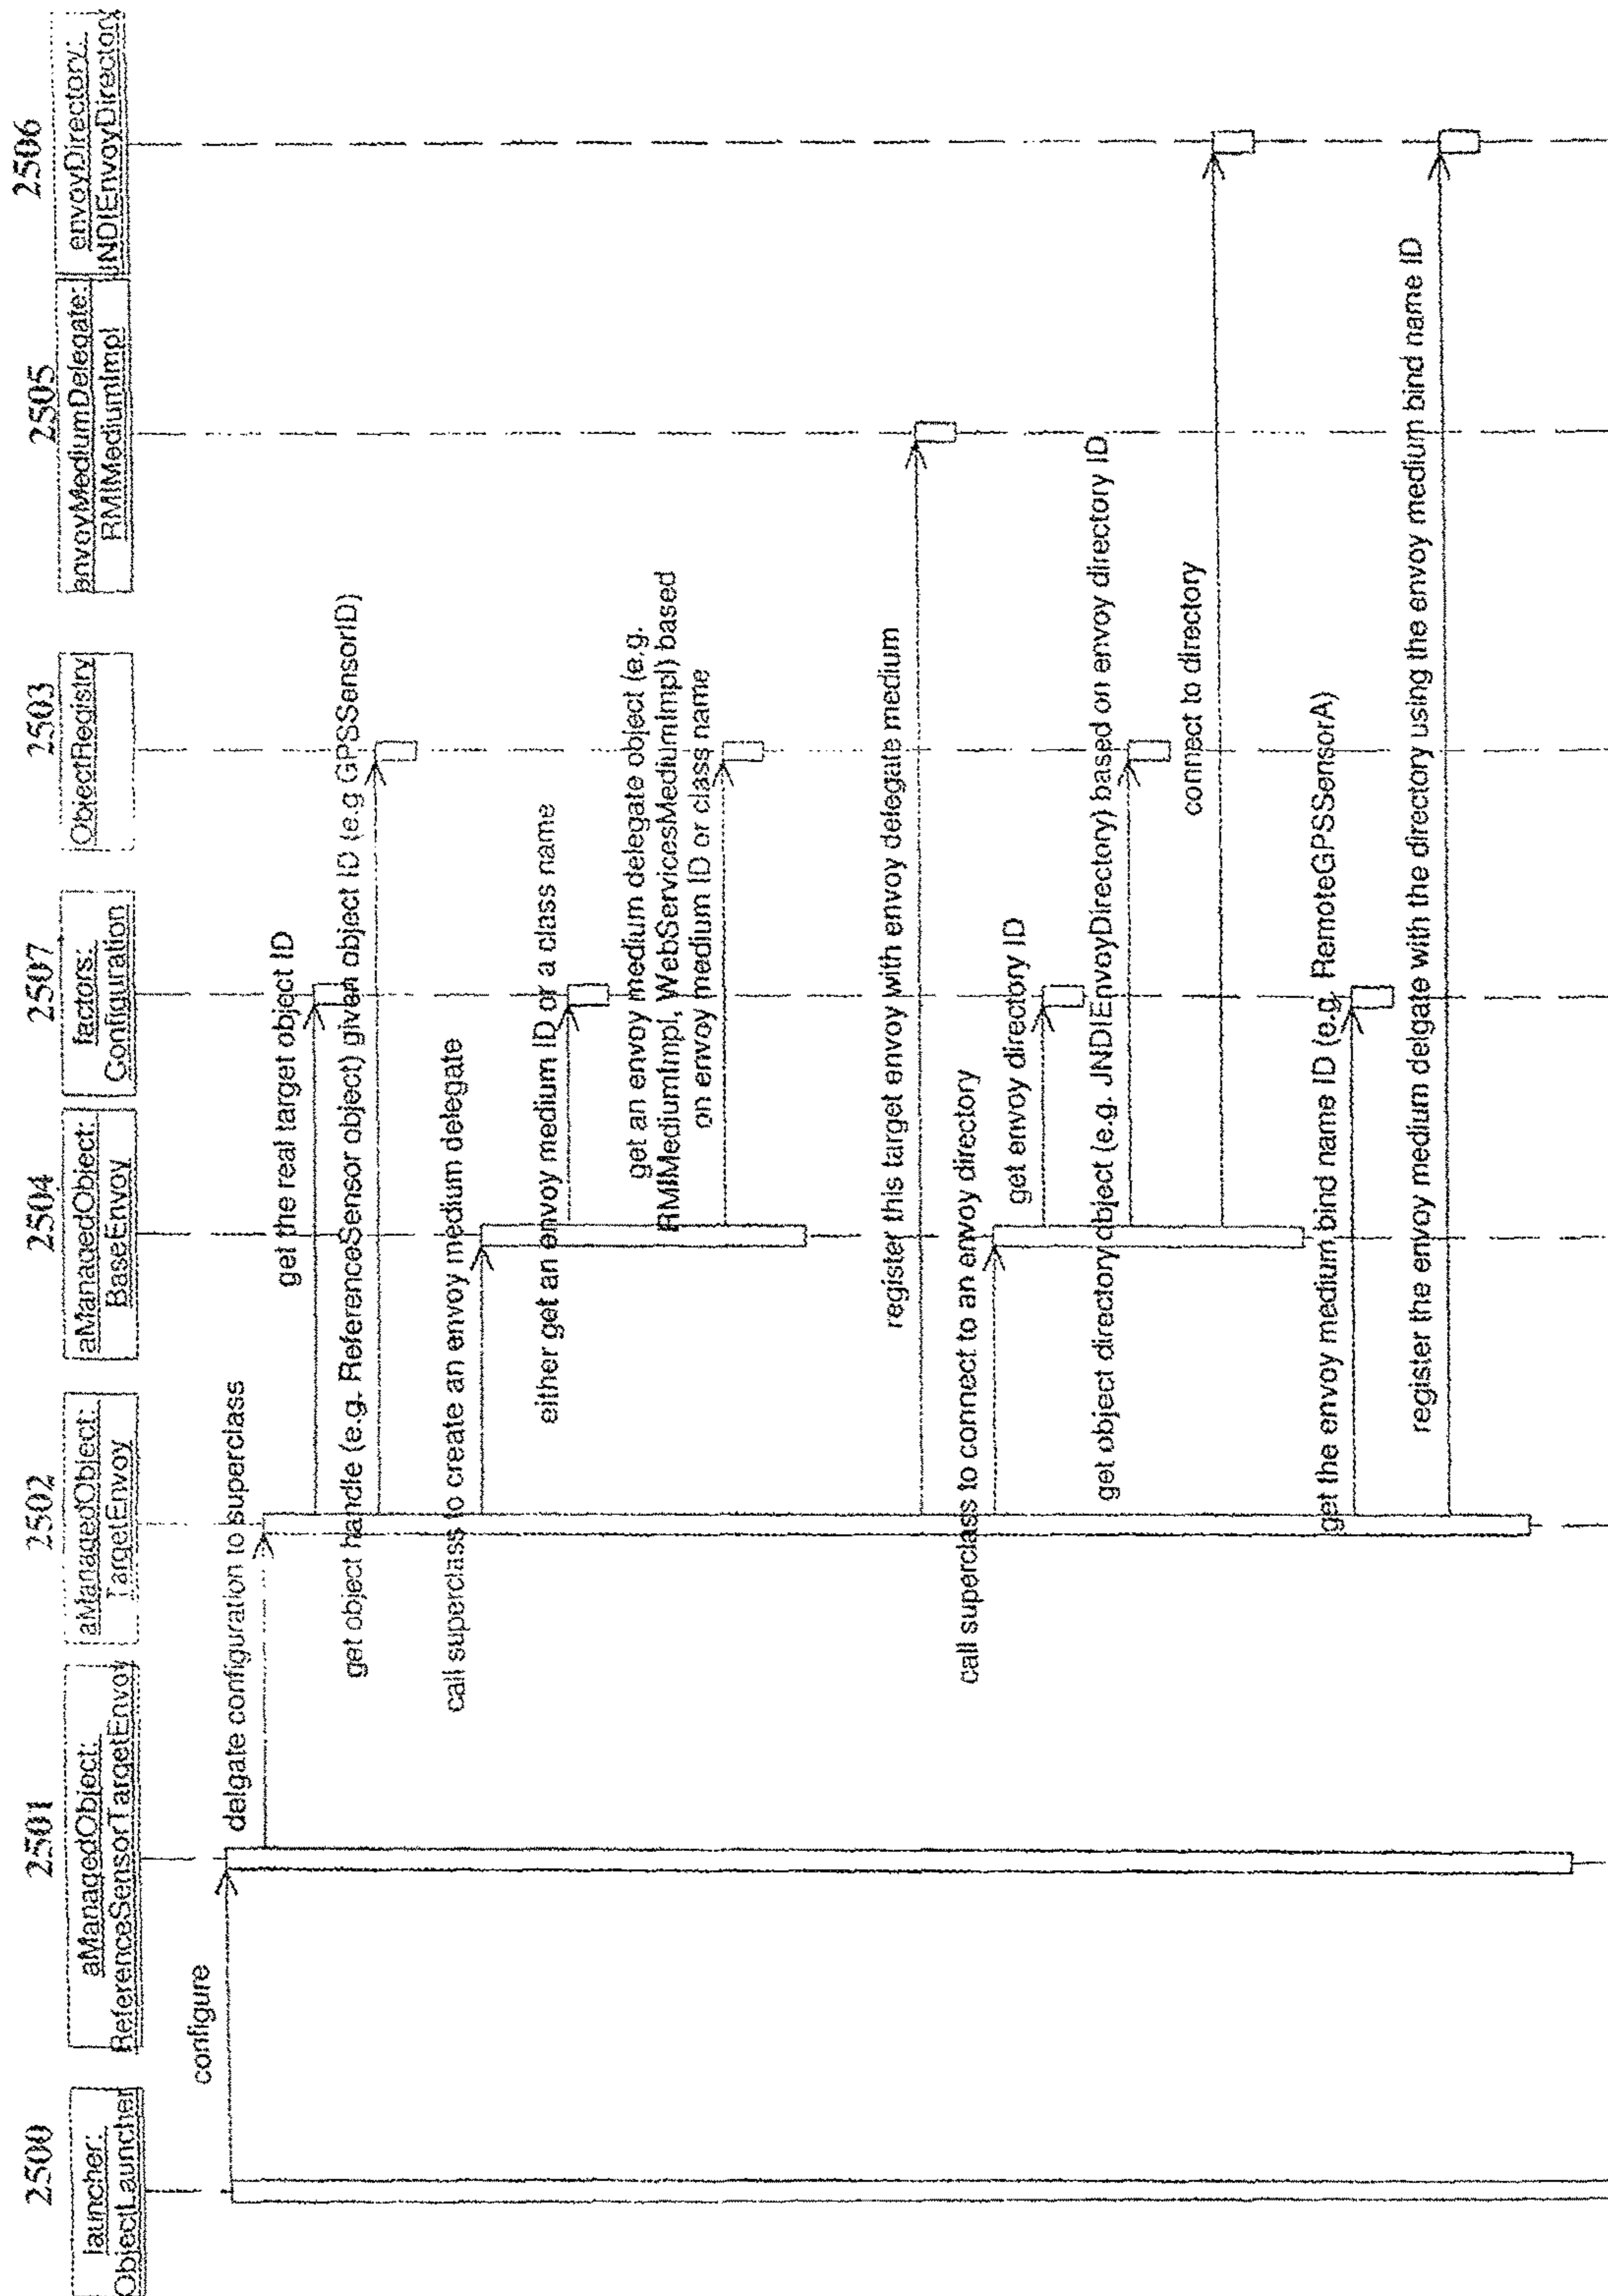 2500
launcher:
ObjectLauncher
2501
aManagedObject:
ReferenceSensorTargetEnvoy
2502
aManagedObject:
TargetEnvoy
2504
aManagedObject:
BaseEnvoy
2507
factors:
Configuration
2503
ObjectRegistry
2505
envoyMediumDelegate:
RMIMediumImpl
2506
envoyDirectory:
JNDIEnvoyDirectory
configure
delgate configuration to superclass
get the real target object ID
get object handle (e.g. ReferenceSensor object) given object ID (e.g GPSSensorID)
call superclass to create an envoy medium delegate
either get an envoy medium ID or a class name
get an envoy medium delegate object (e.g.
RMIMediumImpl, WebServicesMediumImpl) based
on envoy medium ID or class name
register this target envoy with envoy delegate medium
call superclass to connect to an envoy directory
get envoy directory ID
get object directory object (e.g. JNDIEnvoyDirectory) based on envoy directory ID
connect to directory
get the envoy medium bind name ID (e.g. RemoteGPSSensorA)
register the envoy medium delgate with the directory using the envoy medium bind name ID